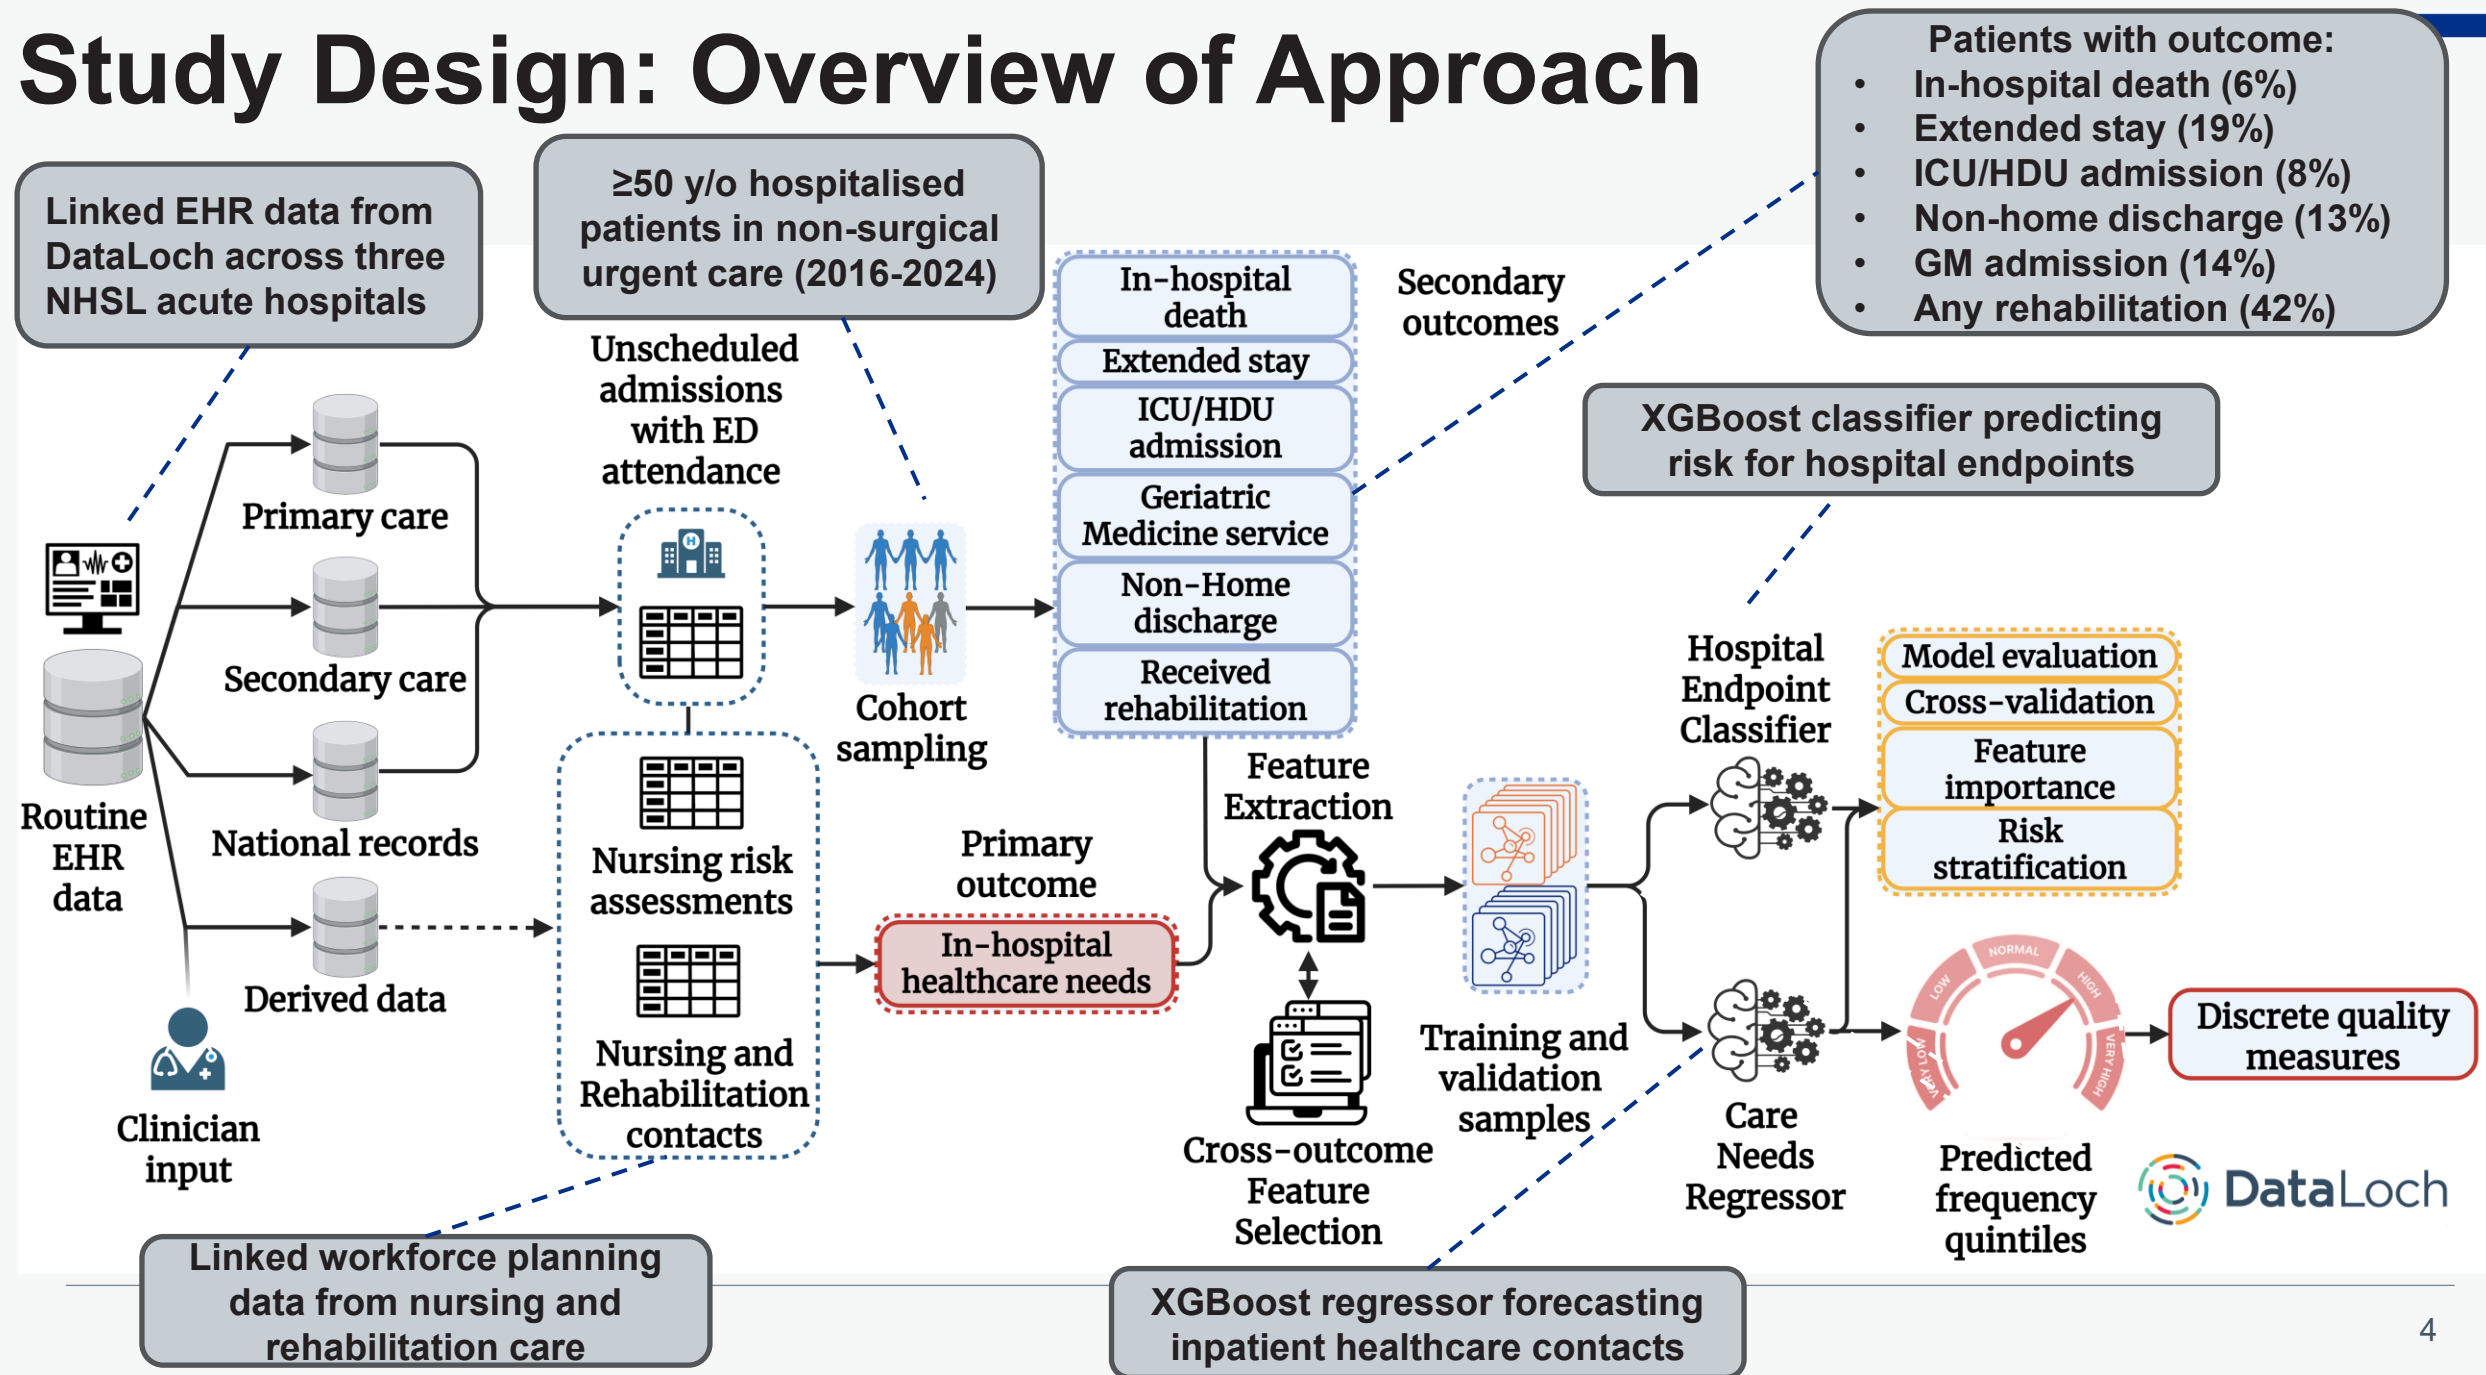 Study Design: Overview of Approach
Patients with outcome:
• In-hospital death (6%)
• Extended stay (19%)
• ICU/HDU admission (8%)
• Non-home discharge (13%)
• GM admission (14%)
• Any rehabilitation (42%)
Linked EHR data from
DataLoch across three
NHSL acute hospitals
≥50 y/o hospitalised
patients in non-surgical
urgent care (2016-2024)
XGBoost classifier predicting
risk for hospital endpoints
Routine
EHR
data
Clinician
input
Primary care
Secondary care
National records
Derived data
Unscheduled
admissions
with ED
attendance
H
Nursing risk
assessments
Nursing and
Rehabilitation
contacts
Cohort
sampling
Secondary
outcomes
In-hospital
death
Extended stay
ICU/HDU
admission
Geriatric
Medicine service
Non-Home
discharge
Received
rehabilitation
Primary
outcome
In-hospital
healthcare needs
Feature
Extraction
Cross-outcome
Feature
Selection
Training and
validation
samples
Hospital
Endpoint
Classifier
Care
Needs
Regressor
Model evaluation
Cross-validation
Feature
importance
Risk
stratification
VERY LOW
LOW
NORMAL
HIGH
VERY HIGH
Predicted
frequency
quintiles
Discrete quality
measures
DataLoch
Linked workforce planning
data from nursing and
rehabilitation care
XGBoost regressor forecasting
inpatient healthcare contacts
4